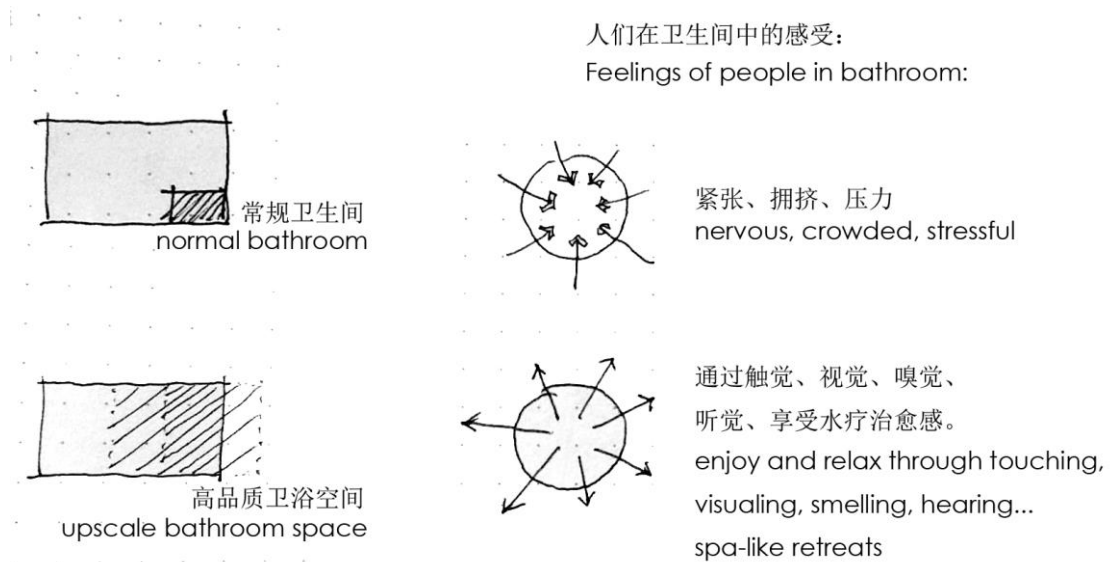 人们在卫生间中的感受：
Feelings of people in bathroom:
常规卫生间
normal bathroom
紧张、拥挤、压力
nervous, crowded, stressful
高品质卫浴空间
upscale bathroom space
通过触觉、视觉、嗅觉、
听觉、享受水疗治愈感。
enjoy and relax through touching,
visualing, smelling, hearing...
spa-like retreats